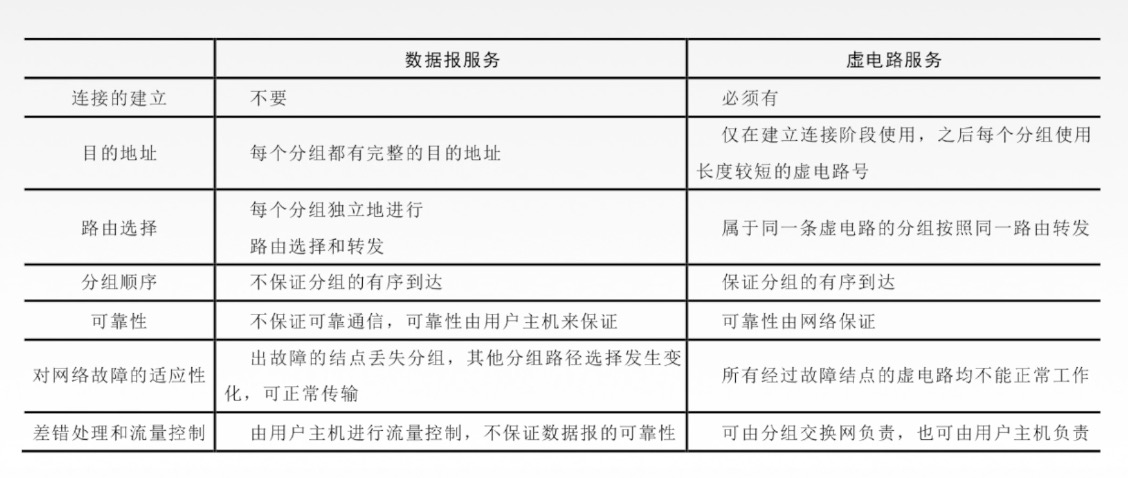 数据报服务 虚电路服务
连接的建立 不要 必须有
目的地址 每个分组都有完整的目的地址 仅在建立连接阶段使用，之后每个分组使用
长度较短的虚电路号
路由选择 每个分组独立地进行
路由选择和转发 属于同一条虚电路的分组按照同一路由转发
分组顺序 不保证分组的有序到达 保证分组的有序到达
可靠性 不保证可靠通信，可靠性由用户主机来保证 可靠性由网络保证
对网络故障的适应性 出故障的结点丢失分组，其他分组路径选择发生变
化，可正常传输 所有经过故障结点的虚电路均不能正常工作
差错处理和流量控制 由用户主机进行流量控制，不保证数据报的可靠性 可由分组交换网负责，也可由用户主机负责